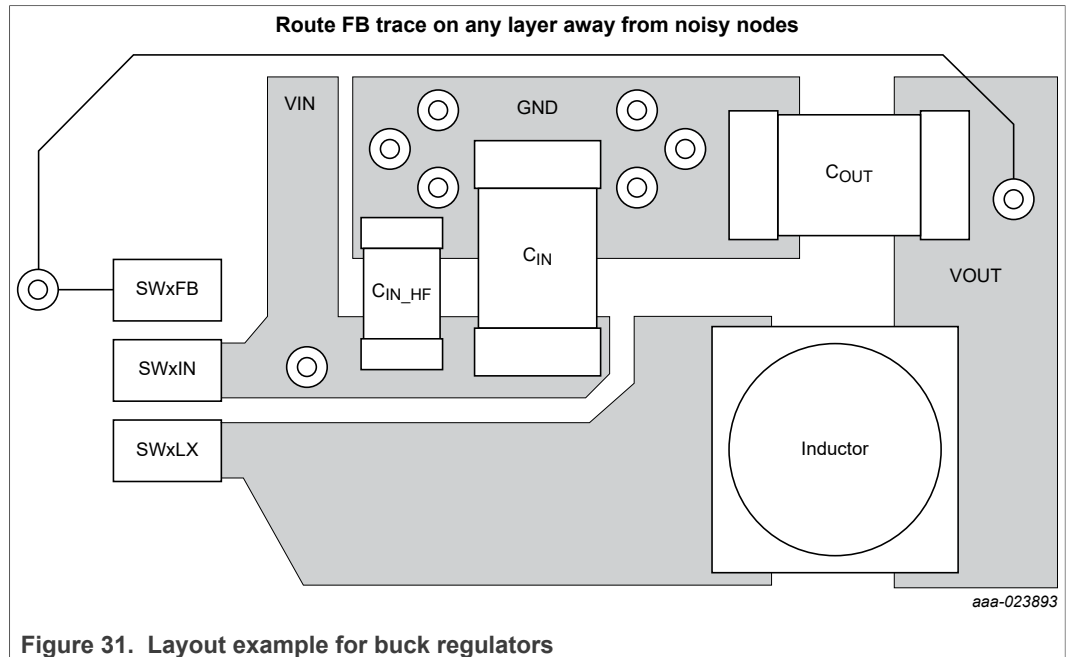 Route FB trace on any layer away from noisy nodes
VIN
GND
COUT
CIN
CIN_HF
SWxFB
VOUT
SWxIN
SWxLX
Inductor
aaa-023893
Figure 31. Layout example for buck regulators